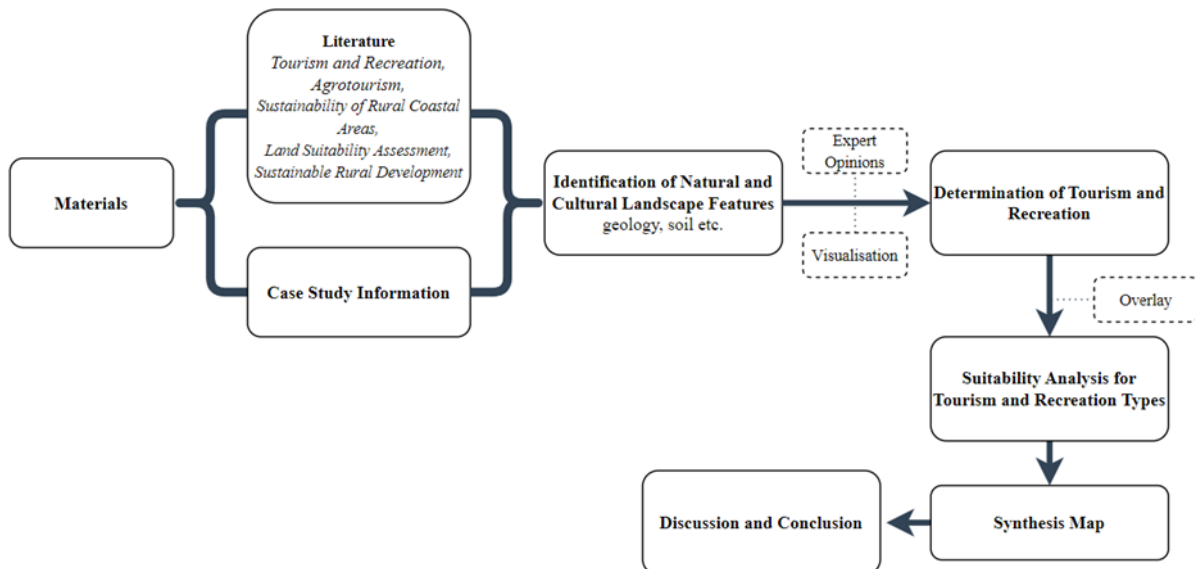 Materials
Literature
Tourism and Recreation,
Agrotourism,
Sustainability of Rural Coastal
Areas,
Land Suitability Assessment,
Sustainable Rural Development
Case Study Information
Identification of Natural and
Cultural Landscape Features
geology, soil etc.
Expert
Opinions
Visualisation
Determination of Tourism and
Recreation
Overlay
Suitability Analysis for
Tourism and Recreation Types
Synthesis Map
Discussion and Conclusion